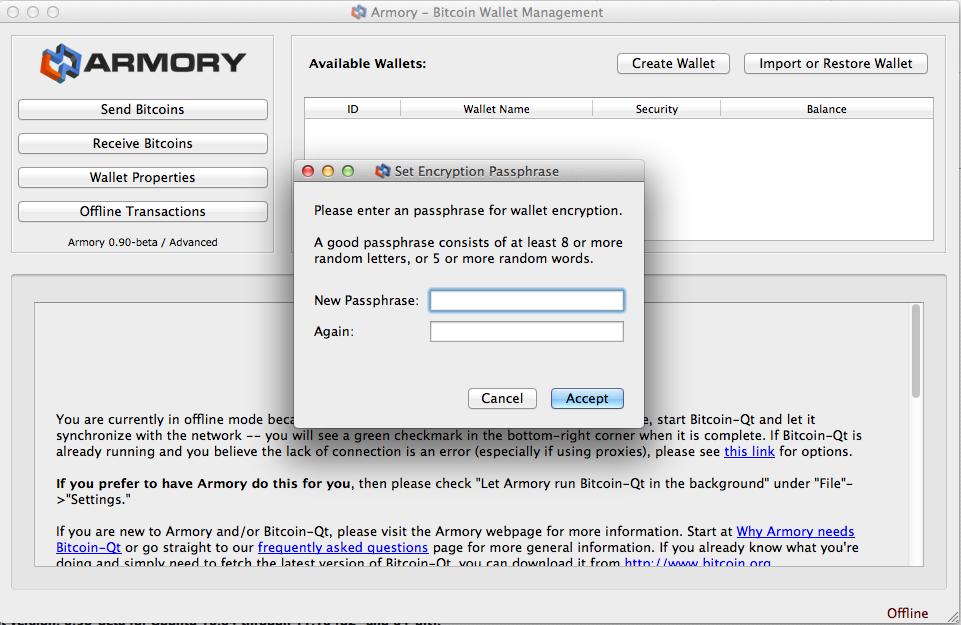 Armory – Bitcoin Wallet Management
ARMORY
Send Bitcoins
Receive Bitcoins
Wallet Properties
Offline Transactions
Armory 0.90-beta / Advanced
Available Wallets:
Create Wallet
Import or Restore Wallet
ID Wallet Name Security Balance
Set Encryption Passphrase
Please enter an passphrase for wallet encryption.
A good passphrase consists of at least 8 or more
random letters, or 5 or more random words.
New Passphrase:
Again:
Cancel
Accept
You are currently in offline mode because, start Bitcoin-Qt and let it
synchronize with the network -- you will see a green checkmark in the bottom-right corner when it is complete. If Bitcoin-Qt is
already running and you believe the lack of connection is an error (especially if using proxies), please see this link for options.
If you prefer to have Armory do this for you, then please check "Let Armory run Bitcoin-Qt in the background" under "File"-
>"Settings."
If you are new to Armory and/or Bitcoin-Qt, please visit the Armory webpage for more information. Start at Why Armory needs
Bitcoin-Qt or go straight to our frequently asked questions page for more general information. If you already know what you're
doing and simply need to fetch the latest version of Bitcoin-Qt, you can download it from http://www.bitcoin.org
Offline